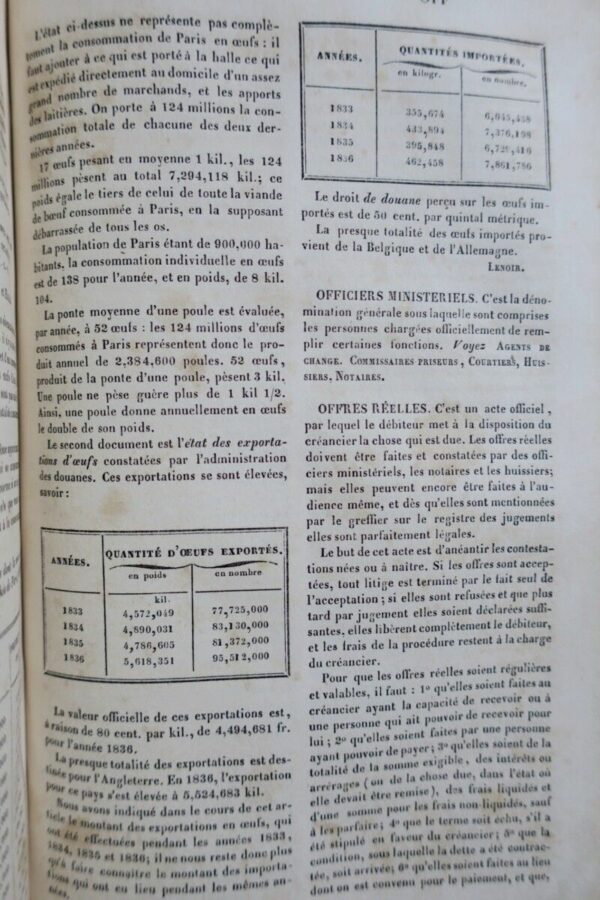 OFF
L'état ci-dessus ne représente pas complè-
tement la consommation de Paris en œufs : il
faut ajouter à ce qui est porté à la halle ce qui
est expédié directement au domicile d'un assez
grand nombre de marchands, et les apports
des laitières. On porte à 124 millions la con-
sommation totale de chacune des deux der-
nières années.
17 œufs pesant en moyenne 1 kil., les 124
millions pèsent au total 7,294,118 kil.; ce
poids égale le tiers de celui de toute la viande
de bœuf consommée à Paris, en la supposant
débarrassée de tous les os.
La population de Paris étant de 900,000 ha-
bitants, la consommation individuelle en œufs
est de 138 pour l'année, et en poids, de 8 kil.
104.
La ponte moyenne d'une poule est évaluée,
par année, à 52 œufs : les 124 millions d'œufs
consommés à Paris représentent donc le pro-
duit annuel de 2,384,600 poules. 52 œufs,
produit de la ponte d'une poule, pèsent 3 kil.
Une poule ne pèse guère plus de 1 kil 1/2.
Ainsi, une poule donne annuellement en œufs
le double de son poids.
Le second document est l'état des exporta-
tions d'œufs constatées par l'administration
des douanes. Ces exportations se sont élevées,
savoir :
ANNÉES. QUANTITÉ D'ŒUFS EXPORTÉS.
en poids en nombre
kil.
1833 4,572,049 77,725,000
1834 4,890,031 83,130,000
1835 4,786,605 81,372,000
1836 5,618,351 95,512,000
La valeur officielle de ces exportations est,
à raison de 80 cent. par kil., de 4,494,681 fr.
pour l'année 1836.
La presque totalité des exportations est des-
tinée pour l'Angleterre. En 1836, l'exportation
pour ce pays s'est élevée à 5,524,683 kil.
Nous avons indiqué dans le cours de cet ar-
ticle le montant des exportations en œufs, qui
ont été effectuées pendant les années 1833,
1834, 1835 et 1836; il ne nous reste donc plus
qu'à faire connaître le montant des importa-
tions qui ont eu lieu pendant les mêmes an-
nées.
ANNÉES. QUANTITÉS IMPORTÉES.
en kilogr. en nombre.
1833 355,674 6,045,458
1834 433,894 7,376,198
1835 395,848 6,729,416
1836 462,458 7,861,786
Le droit de douane perçu sur les œufs im-
portés est de 50 cent. par quintal métrique.
La presque totalité des œufs importés pro-
vient de la Belgique et de l'Allemagne.
LENOIR.
OFFICIERS MINISTERIELS. C'est la déno-
mination générale sous laquelle sont comprises
les personnes chargées officiellement de rem-
plir certaines fonctions. Voyez AGENTS DE
CHANGE. COMMISSAIRES PRISEURS, COURTIERS, HUIS-
SIERS, NOTAIRES.
OFFRES RÉELLES. C'est un acte officiel,
par lequel le débiteur met à la disposition du
créancier la chose qui est due. Les offres réelles
doivent être faites et constatées par des offi-
ciers ministériels, les notaires et les huissiers;
mais elles peuvent encore être faites à l'au-
dience même, et dès qu'elles sont mentionnées
par le greffier sur le registre des jugements
elles sont parfaitement légales.
Le but de cet acte est d'anéantir les contesta-
tions nées ou à naître. Si les offres sont accep-
tées, tout litige est terminé par le fait seul de
l'acceptation; si elles sont refusées et que plus
tard par jugement elles soient déclarées suffi-
santes, elles libèrent complètement le débiteur,
et les frais de la procédure restent à la charge
du créancier.
Pour que les offres réelles soient régulières
et valables, il faut : 1° qu'elles soient faites au
créancier ayant la capacité de recevoir ou à
une personne qui ait pouvoir de recevoir pour
lui; 2° qu'elles soient faites par une personne
ayant pouvoir de payer; 3° qu'elles soient de la
totalité de la somme exigible, des intérêts ou
arrérages (ou de la chose due, dans l'état où
elle devait être remise), des frais liquidés et
d'une somme pour les frais non-liquidés, sauf
à les parfaire; 4° que le terme soit échu, s'il a
été stipulé en faveur du créancier; 5° que la
condition, sous laquelle la dette a été contrac-
tée, soit arrivée; 6° qu'elles soient faites au lieu
dont on est convenu pour le paiement, et que,